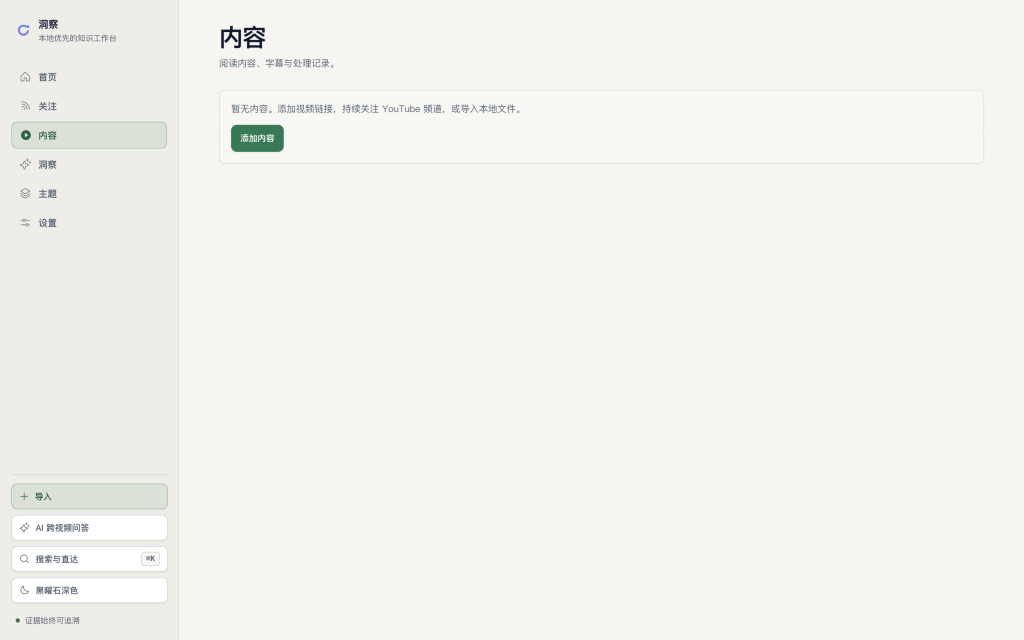 洞察
本地优先的知识工作台
首页
关注
内容
洞察
主题
设置
导入
AI 跨视频问答
搜索与直达 ⌘K
黑曜石深色
证据始终可追溯
内容
阅读内容、字幕与处理记录。
暂无内容。添加视频链接，持续关注 YouTube 频道，或导入本地文件。
添加内容